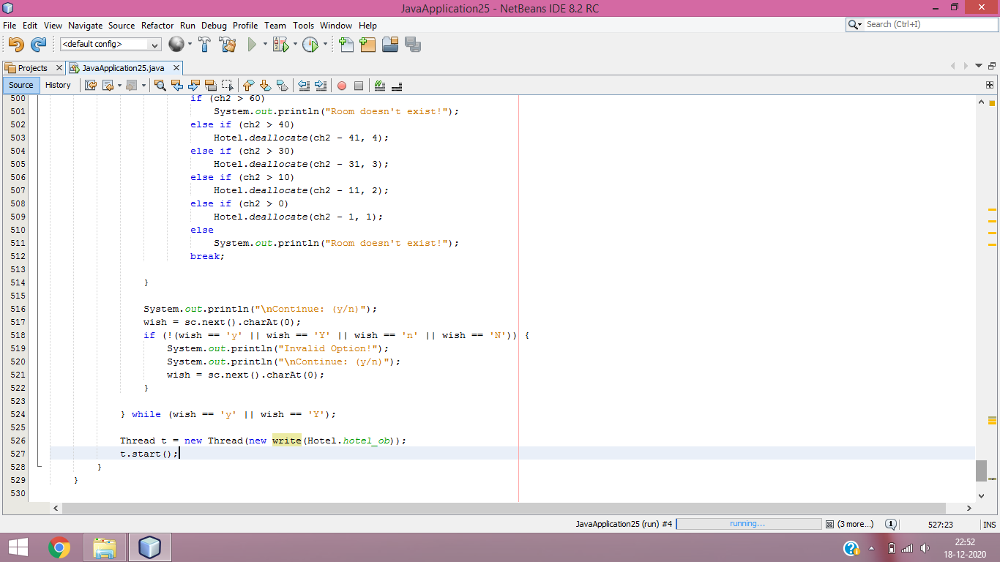 JavaApplication25 - NetBeans IDE 8.2 RC
File Edit View Navigate Source Refactor Run Debug Profile Team Tools Window Help
Search (Ctrl+I)
<default config>
Projects
JavaApplication25.java
Source History
500 if (ch2 > 60)
501 System.out.println("Room doesn't exist!");
502 else if (ch2 > 40)
503 Hotel.deallocate(ch2 - 41, 4);
504 else if (ch2 > 30)
505 Hotel.deallocate(ch2 - 31, 3);
506 else if (ch2 > 10)
507 Hotel.deallocate(ch2 - 11, 2);
508 else if (ch2 > 0)
509 Hotel.deallocate(ch2 - 1, 1);
510 else
511 System.out.println("Room doesn't exist!");
512 break;
513
514 }
515
516 System.out.println("\nContinue: (y/n)");
517 wish = sc.next().charAt(0);
518 if (!(wish == 'y' || wish == 'Y' || wish == 'n' || wish == 'N')) {
519 System.out.println("Invalid Option!");
520 System.out.println("\nContinue: (y/n)");
521 wish = sc.next().charAt(0);
522 }
523
524 } while (wish == 'y' || wish == 'Y');
525
526 Thread t = new Thread(new write(Hotel.hotel_ob));
527 t.start();
528 }
529 }
530
JavaApplication25 (run) #4 running... (3 more...) 1 527:23 INS
22:52
18-12-2020